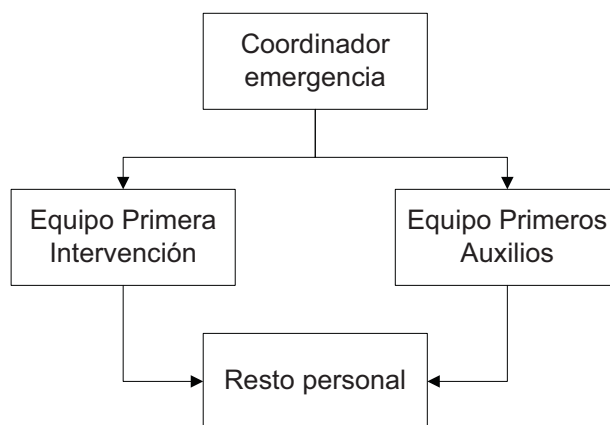 Coordinador
emergencia
Equipo Primera
Intervención
Equipo Primeros
Auxilios
Resto personal